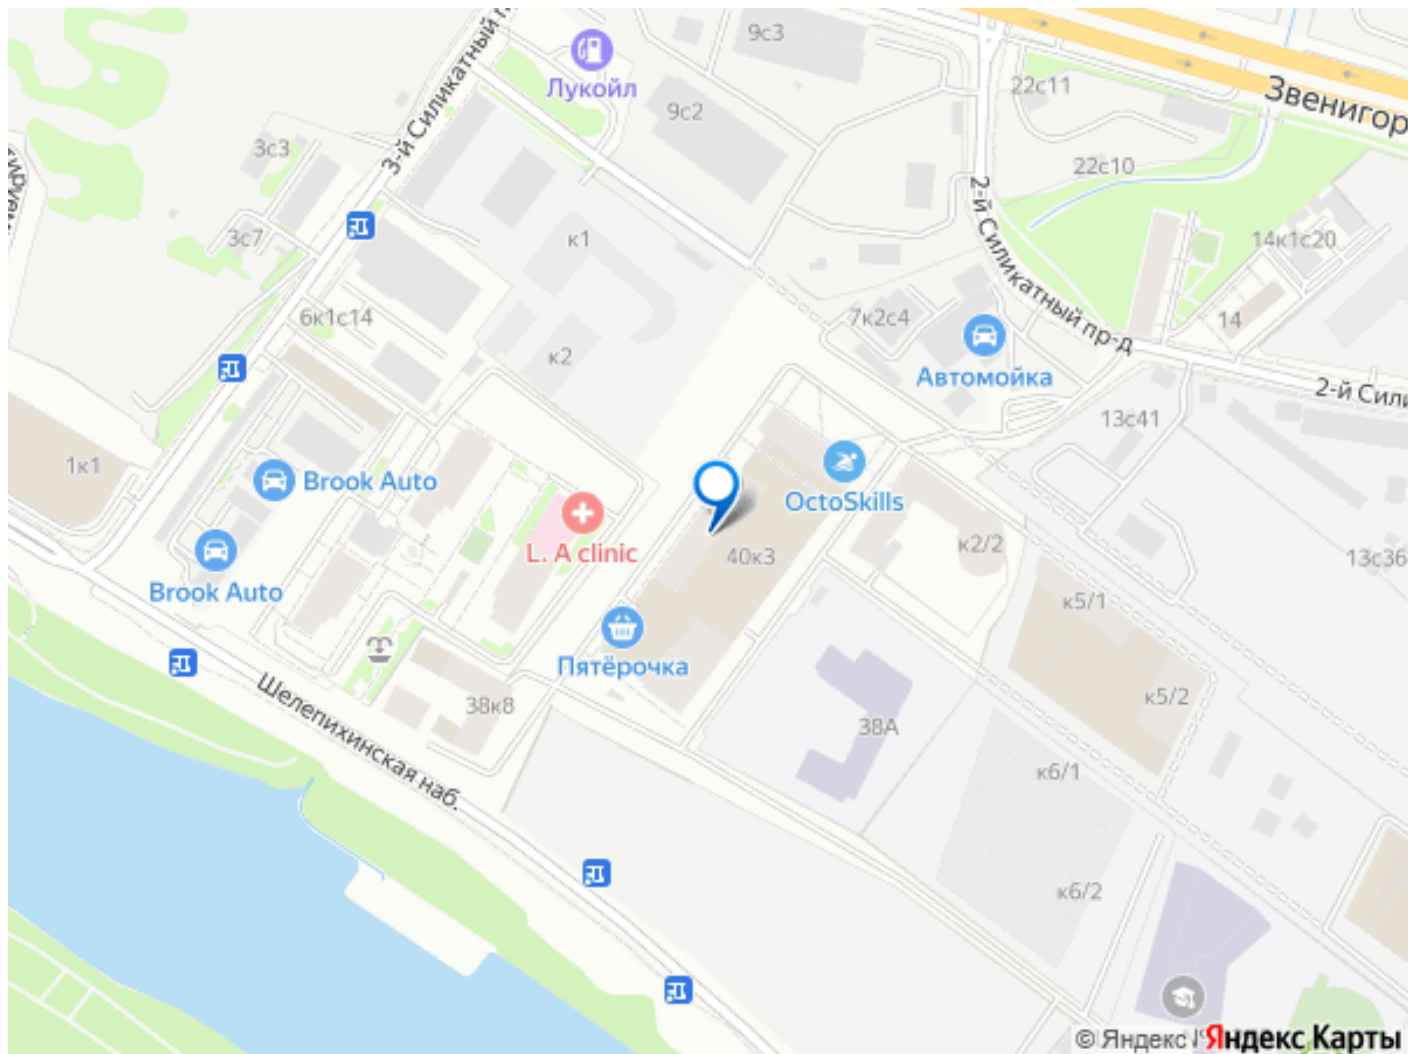 9с3
3-й Силикатный п
Лукойл
22с11
Звенигор
9с2
3с3
22с10
2-й Силикатный пр-д
3с7
к1
14к1с20
6к1с14
7к2с4
14
к2
Автомойка
2-й Сили
13с41
1к1
Brook Auto
OctoSkills
L. A clinic
40к3
к2/2
13с36
Brook Auto
к5/1
Пятёрочка
к5/2
Шелепихинская наб.
38к8
38А
к6/1
к6/2
© Яндекс Яндекс Карты